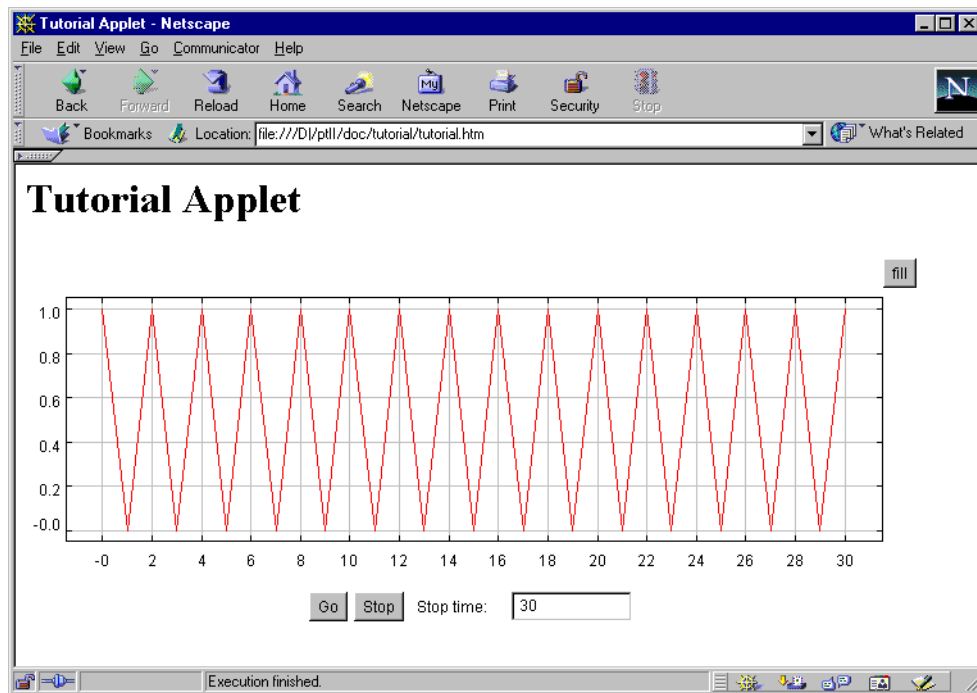 Tutorial Applet - Netscape
File Edit View Go Communicator Help
Back Forward Reload Home Search Netscape Print Security Stop
My
N
Bookmarks Location: file:///D|/ptII/doc/tutorial/tutorial.htm What's Related
Tutorial Applet
fill
1.0
0.8
0.6
0.4
0.2
-0.0
-0 2 4 6 8 10 12 14 16 18 20 22 24 26 28 30
Go Stop Stop time: 30
Execution finished.